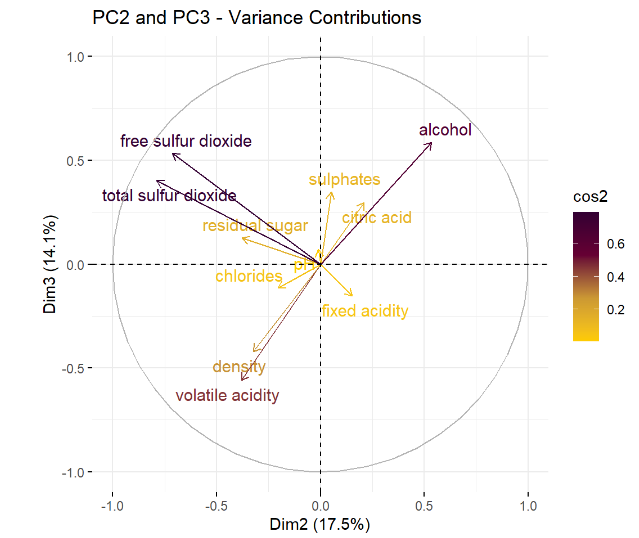 PC2 and PC3 - Variance Contributions
1.0
alcohol
free sulfur dioxide
0.5
sulphates
total sulfur dioxide
citric acid
residual sugar
cos2
0.6
0.4
0.2
Dim3 (14.1%)
0.0
pH
chlorides
fixed acidity
-0.5
density
volatile acidity
-1.0
-1.0
-0.5
0.0
0.5
1.0
Dim2 (17.5%)